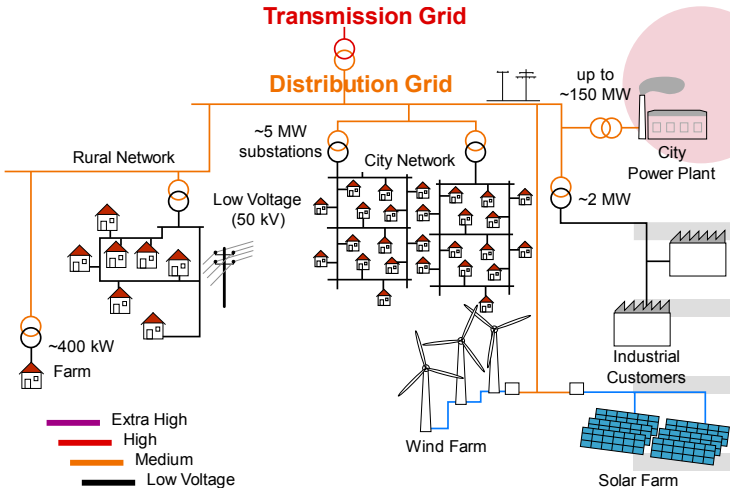 Transmission Grid
Distribution Grid
up to
~150 MW
~5 MW
substations
Rural Network
City Network
City
Power Plant
Low Voltage
(50 kV)
~2 MW
~400 kW
Farm
Industrial
Customers
Extra High
High
Medium
Low Voltage
Wind Farm
Solar Farm